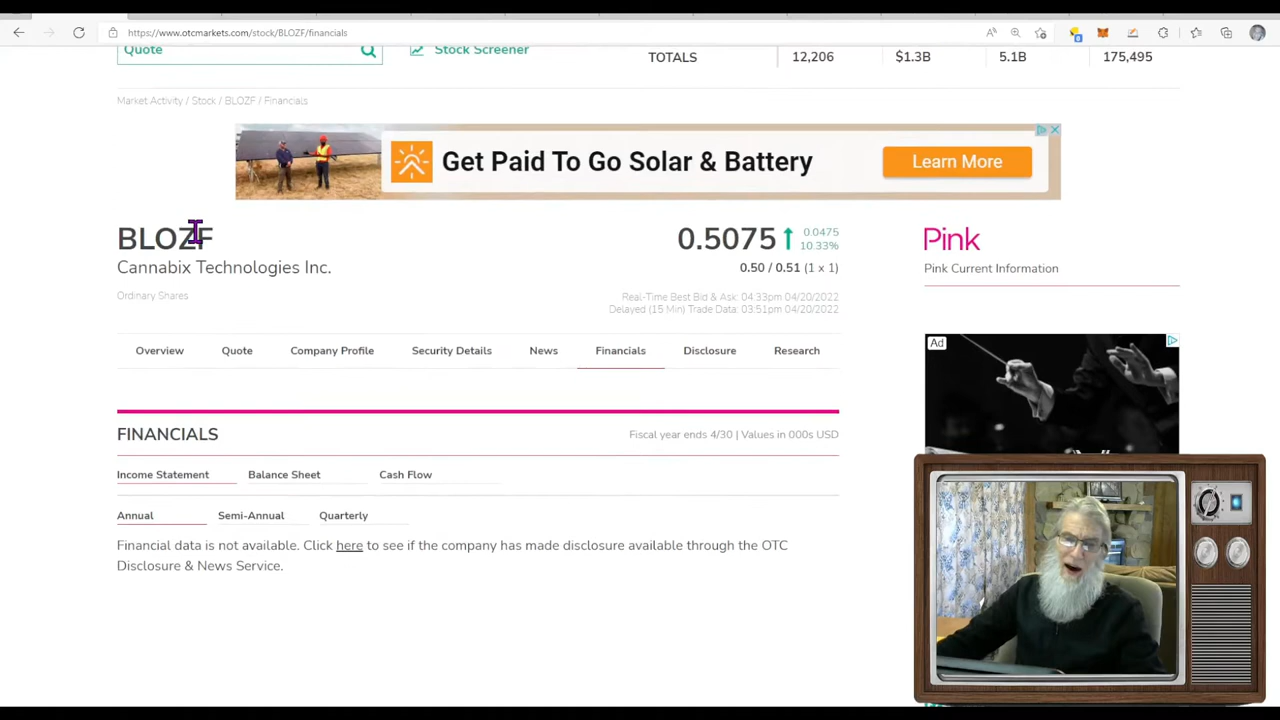 https://www.otcmarkets.com/stock/BLOZF/financials
Quote
Stock Screener
TOTALS 12,206 $1.3B 5.1B 175,495
Market Activity / Stock / BLOZF / Financials
Get Paid To Go Solar & Battery
Learn More
BLOZF
Cannabix Technologies Inc.
Ordinary Shares
0.5075
0.0475
10.33%
0.50 / 0.51 (1 x 1)
Real-Time Best Bid & Ask: 04:33pm 04/20/2022
Delayed (15 Min) Trade Data: 03:51pm 04/20/2022
Pink
Pink Current Information
Overview Quote Company Profile Security Details News Financials Disclosure Research
Ad
FINANCIALS
Fiscal year ends 4/30 | Values in 000s USD
Income Statement Balance Sheet Cash Flow
Annual Semi-Annual Quarterly
Financial data is not available. Click here to see if the company has made disclosure available through the OTC
Disclosure & News Service.